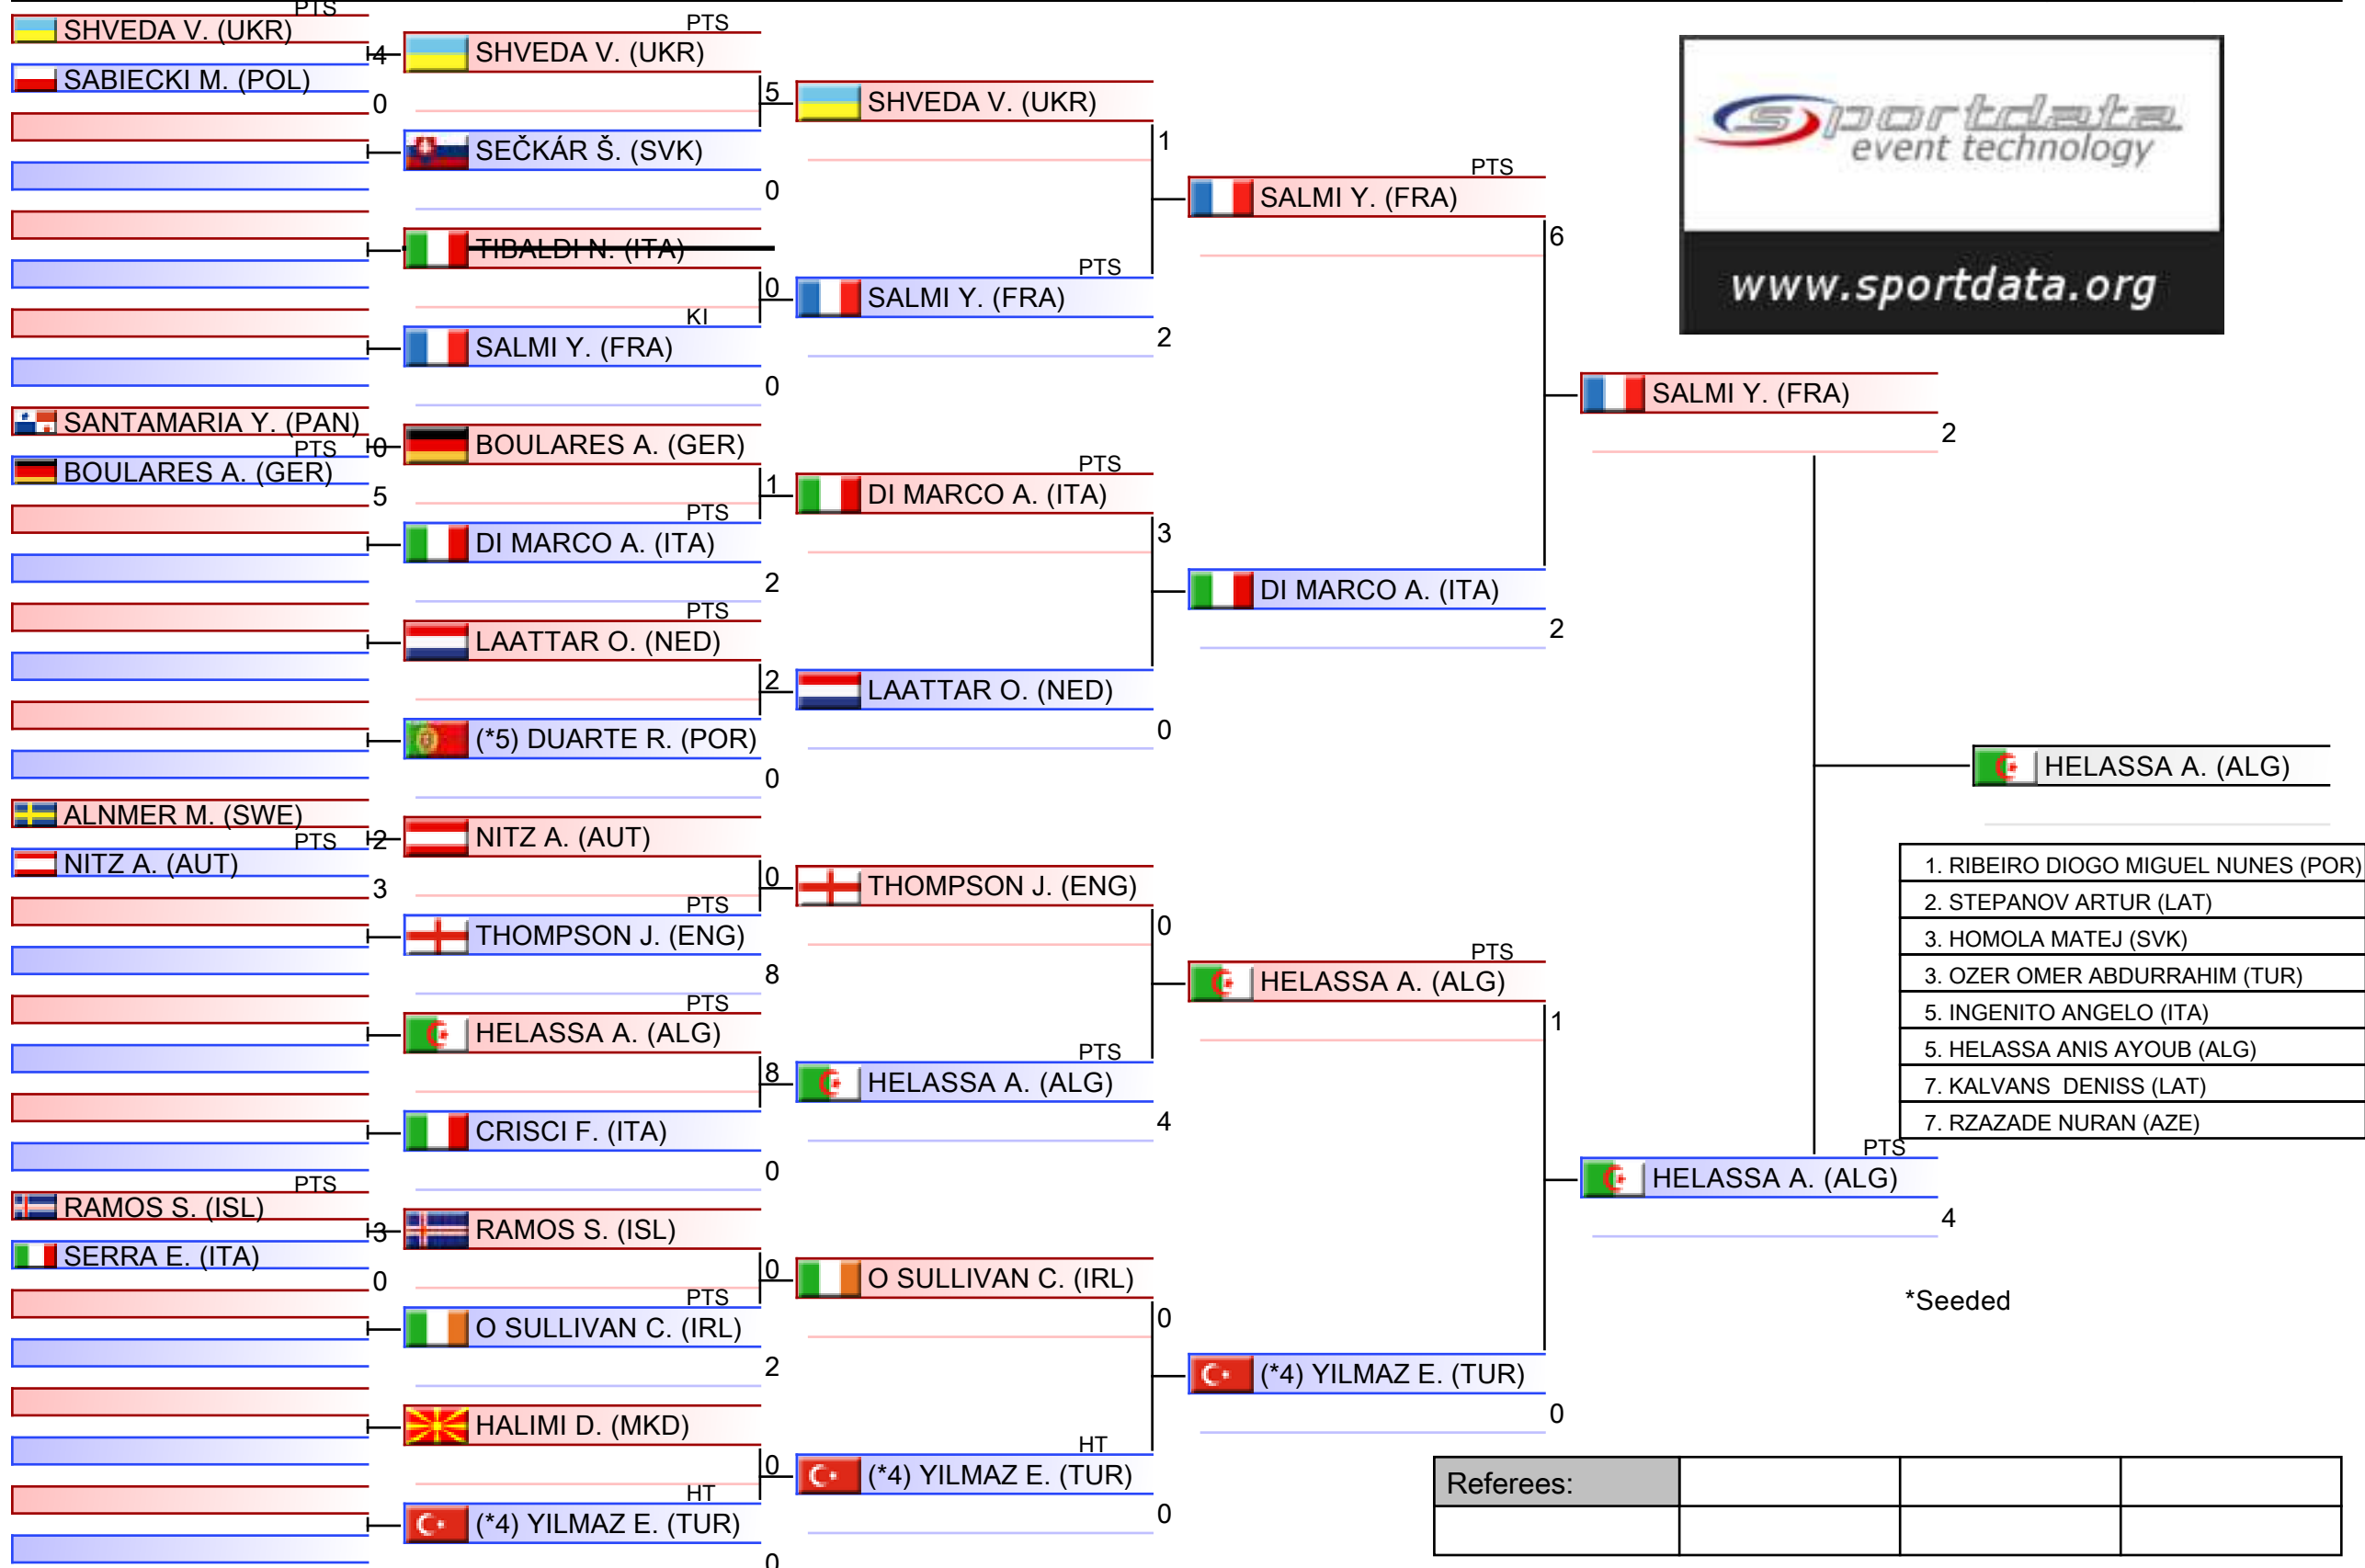 PTS
SHVEDA V. (UKR)
4
SABIECKI M. (POL)
0
SANTAMARIA Y. (PAN)
0
PTS
BOULARES A. (GER)
5
ALNMER M. (SWE)
2
PTS
NITZ A. (AUT)
3
PTS
RAMOS S. (ISL)
3
SERRA E. (ITA)
0
PTS
SHVEDA V. (UKR)
5
SEČKÁR Š. (SVK)
0
TIBALDI N. (ITA)
0
KI
SALMI Y. (FRA)
0
BOULARES A. (GER)
1
PTS
DI MARCO A. (ITA)
2
PTS
LAATTAR O. (NED)
2
(*5) DUARTE R. (POR)
0
NITZ A. (AUT)
0
PTS
THOMPSON J. (ENG)
8
PTS
HELASSA A. (ALG)
8
CRISCI F. (ITA)
0
RAMOS S. (ISL)
0
PTS
O SULLIVAN C. (IRL)
2
HALIMI D. (MKD)
0
HT
(*4) YILMAZ E. (TUR)
0
SHVEDA V. (UKR)
1
PTS
SALMI Y. (FRA)
2
PTS
DI MARCO A. (ITA)
3
LAATTAR O. (NED)
0
THOMPSON J. (ENG)
0
PTS
HELASSA A. (ALG)
4
O SULLIVAN C. (IRL)
0
HT
(*4) YILMAZ E. (TUR)
0
PTS
SALMI Y. (FRA)
6
DI MARCO A. (ITA)
2
PTS
HELASSA A. (ALG)
1
(*4) YILMAZ E. (TUR)
0
SALMI Y. (FRA)
2
PTS
HELASSA A. (ALG)
4
HELASSA A. (ALG)
sportdata
event technology
www.sportdata.org
1. RIBEIRO DIOGO MIGUEL NUNES (POR)
2. STEPANOV ARTUR (LAT)
3. HOMOLA MATEJ (SVK)
3. OZER OMER ABDURRAHIM (TUR)
5. INGENITO ANGELO (ITA)
5. HELASSA ANIS AYOUB (ALG)
7. KALVANS  DENISS (LAT)
7. RZAZADE NURAN (AZE)
*Seeded
Referees: